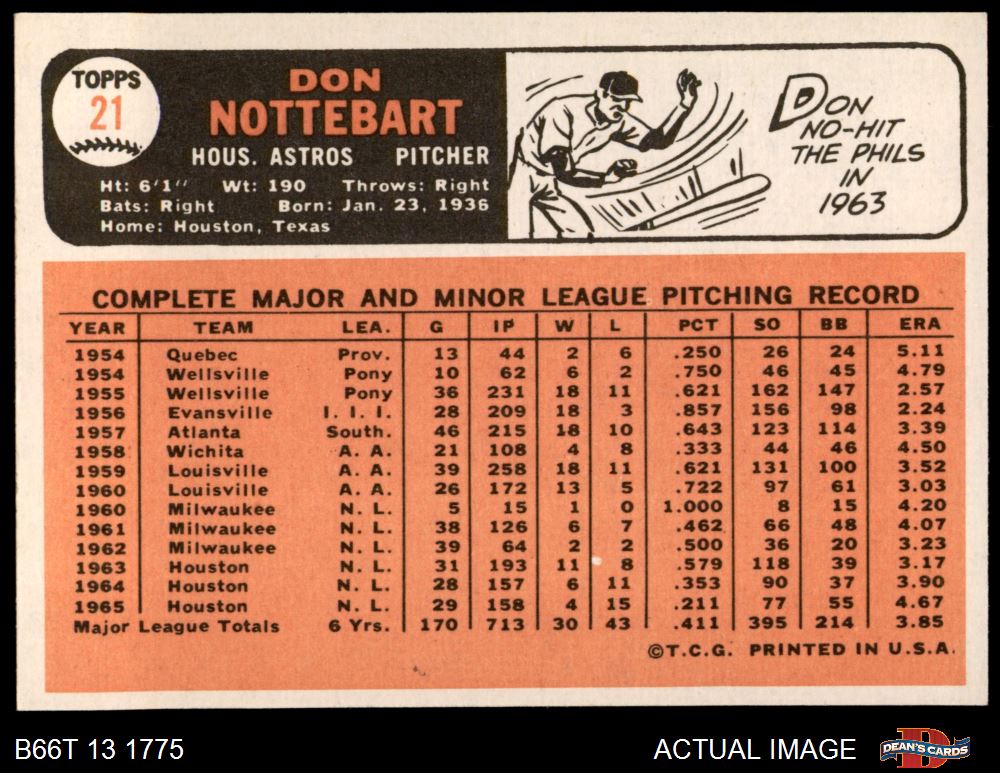 TOPPS
21
DON
NOTTEBART
HOUS. ASTROS PITCHER
Ht: 6'1" Wt: 190 Throws: Right
Bats: Right Born: Jan. 23, 1936
Home: Houston, Texas
DON
NO-HIT
THE PHILS
IN
1963
COMPLETE MAJOR AND MINOR LEAGUE PITCHING RECORD
YEAR TEAM LEA. G IP W L PCT SO BB ERA
1954 Quebec Prov. 13 44 2 6 .250 26 24 5.11
1954 Wellsville Pony 10 62 6 2 .750 46 45 4.79
1955 Wellsville Pony 36 231 18 11 .621 162 147 2.57
1956 Evansville I. I. I. 28 209 18 3 .857 156 98 2.24
1957 Atlanta South. 46 215 18 10 .643 123 114 3.39
1958 Wichita A. A. 21 108 4 8 .333 44 46 4.50
1959 Louisville A. A. 39 258 18 11 .621 131 100 3.52
1960 Louisville A. A. 26 172 13 5 .722 97 61 3.03
1960 Milwaukee N. L. 5 15 1 0 1.000 8 15 4.20
1961 Milwaukee N. L. 38 126 6 7 .462 66 48 4.07
1962 Milwaukee N. L. 39 64 2 2 .500 36 20 3.23
1963 Houston N. L. 31 193 11 8 .579 118 39 3.17
1964 Houston N. L. 28 157 6 11 .353 90 37 3.90
1965 Houston N. L. 29 158 4 15 .211 77 55 4.67
Major League Totals 6 Yrs. 170 713 30 43 .411 395 214 3.85
©T.C.G. PRINTED IN U.S.A.
B66T 13 1775 ACTUAL IMAGE DEAN'S CARDS